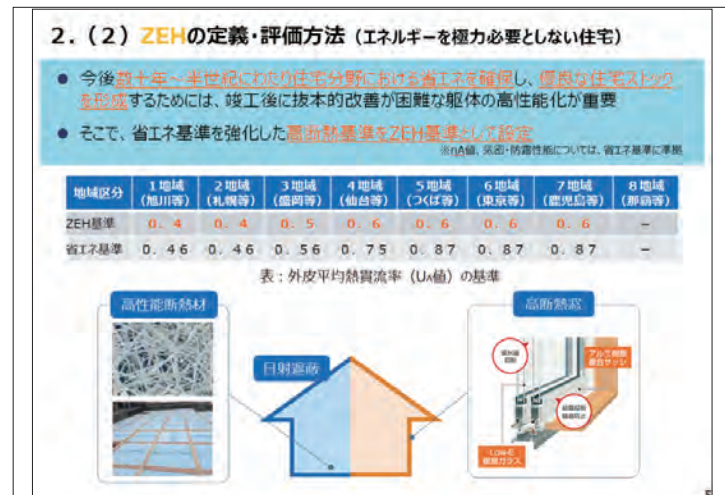 2.（2）ZEHの定義・評価方法（エネルギーを極力必要としない住宅）
● 今後数十年～半世紀にわたり住宅分野における省エネを確保し、優良な住宅ストック
を形成するためには、竣工後に抜本的改善が困難な躯体の高性能化が重要
● そこで、省エネ基準を強化した高断熱基準をZEH基準として設定
※ηA値、気密・防露性能については、省エネ基準に準拠
地域区分 1地域（旭川等） 2地域（札幌等） 3地域（盛岡等） 4地域（仙台等） 5地域（つくば等） 6地域（東京等） 7地域（鹿児島等） 8地域（那覇等）
ZEH基準 0.4 0.4 0.5 0.6 0.6 0.6 0.6 －
省エネ基準 0.46 0.46 0.56 0.75 0.87 0.87 0.87 －
表：外皮平均熱貫流率（UA値）の基準
高性能断熱材
高断熱窓
日射遮蔽
アルミ樹脂
複合サッシ
Low-E
複層ガラス